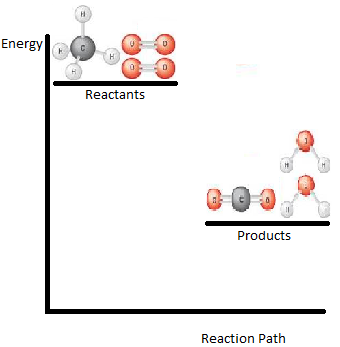 H
Energy
O O
H C H
O O
H
Reactants
O
H H
O C O
H
Products
Reaction Path